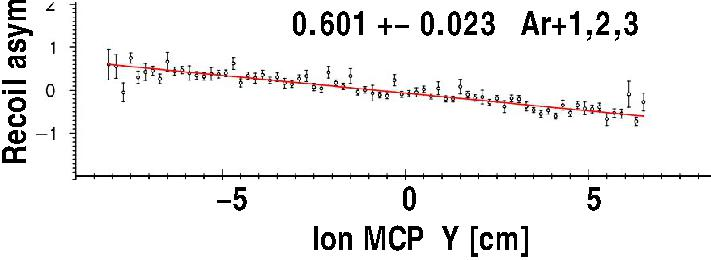 2
0.601 +- 0.023 Ar+1,2,3
1
0
-1
Recoil asym
-5 0 5
Ion MCP Y [cm]